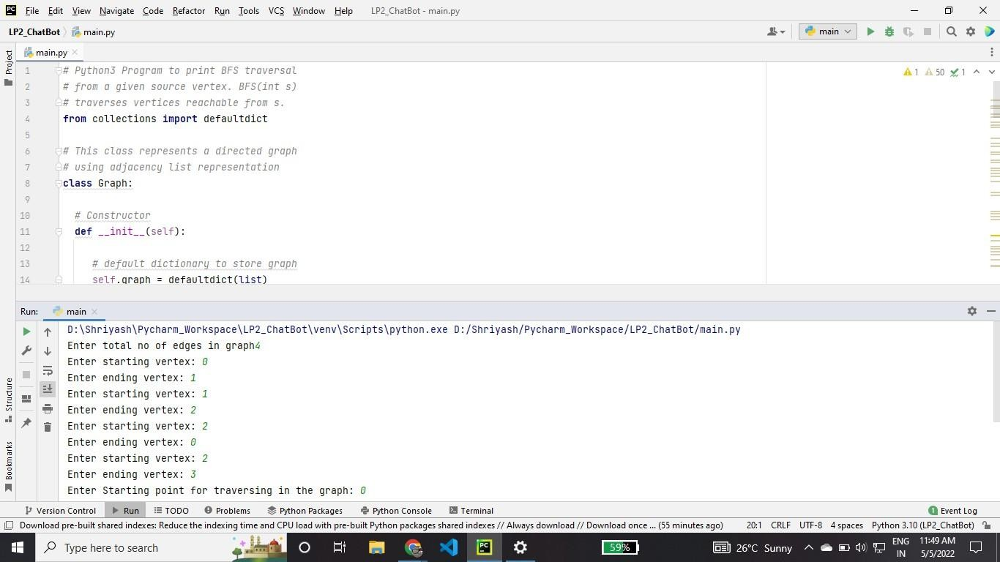 PC File Edit View Navigate Code Refactor Run Tools VCS Window Help LP2_ChatBot - main.py
LP2_ChatBot main.py main
Project
main.py
1 # Python3 Program to print BFS traversal
1 50 1
2 # from a given source vertex. BFS(int s)
3 # traverses vertices reachable from s.
4 from collections import defaultdict
5
6 # This class represents a directed graph
7 # using adjacency list representation
8 class Graph:
9
10 # Constructor
11 def __init__(self):
12
13 # default dictionary to store graph
14 self.graph = defaultdict(list)
Run: main
D:\Shriyash\Pycharm_Workspace\LP2_ChatBot\venv\Scripts\python.exe D:/Shriyash/Pycharm_Workspace/LP2_ChatBot/main.py
Enter total no of edges in graph4
Enter starting vertex: 0
Enter ending vertex: 1
Enter starting vertex: 1
Enter ending vertex: 2
Enter starting vertex: 2
Enter ending vertex: 0
Enter starting vertex: 2
Enter ending vertex: 3
Enter Starting point for traversing in the graph: 0
Structure
Bookmarks
Version Control Run TODO Problems Python Packages Python Console Terminal 1 Event Log
Download pre-built shared indexes: Reduce the indexing time and CPU load with pre-built Python packages shared indexes // Always download // Download once ... (55 minutes ago) 20:1 CRLF UTF-8 4 spaces Python 3.10 (LP2_ChatBot)
Type here to search PC 59% 26°C Sunny ENG 11:49 AM
IN 5/5/2022